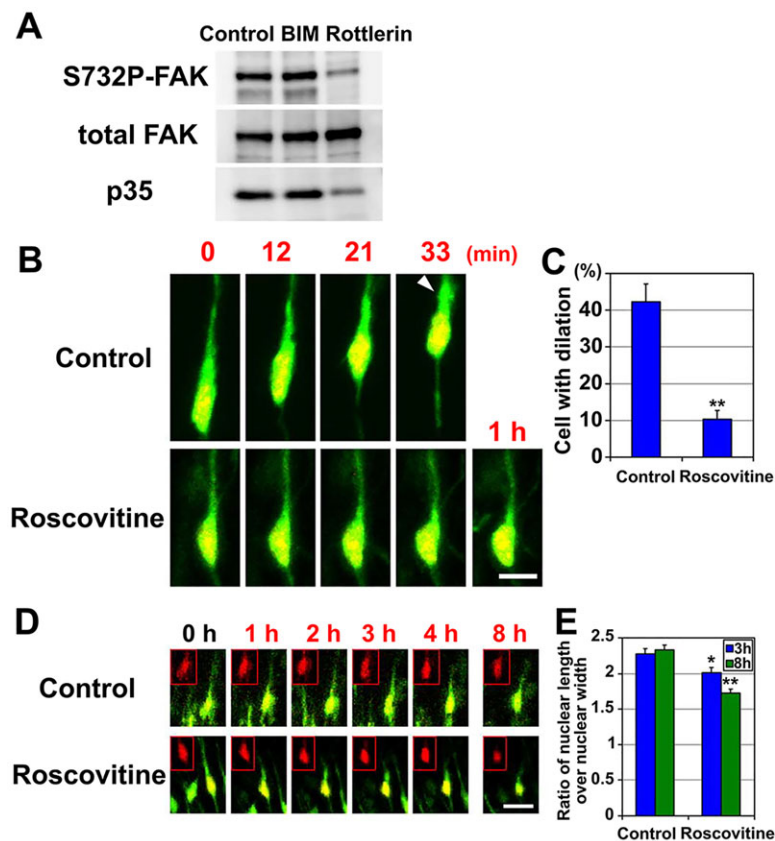 A
Control BIM Rottlerin
S732P-FAK
total FAK
p35
B
0 12 21 33 (min)
Control
1 h
Roscovitine
C
(%)
Cell with dilation
40
30
20
10
0
**
Control Roscovitine
D
0 h 1 h 2 h 3 h 4 h 8 h
Control
Roscovitine
E
Ratio of nuclear length
over nuclear width
2.5
2
1.5
1
0.5
0
3h
8h
*
**
Control Roscovitine